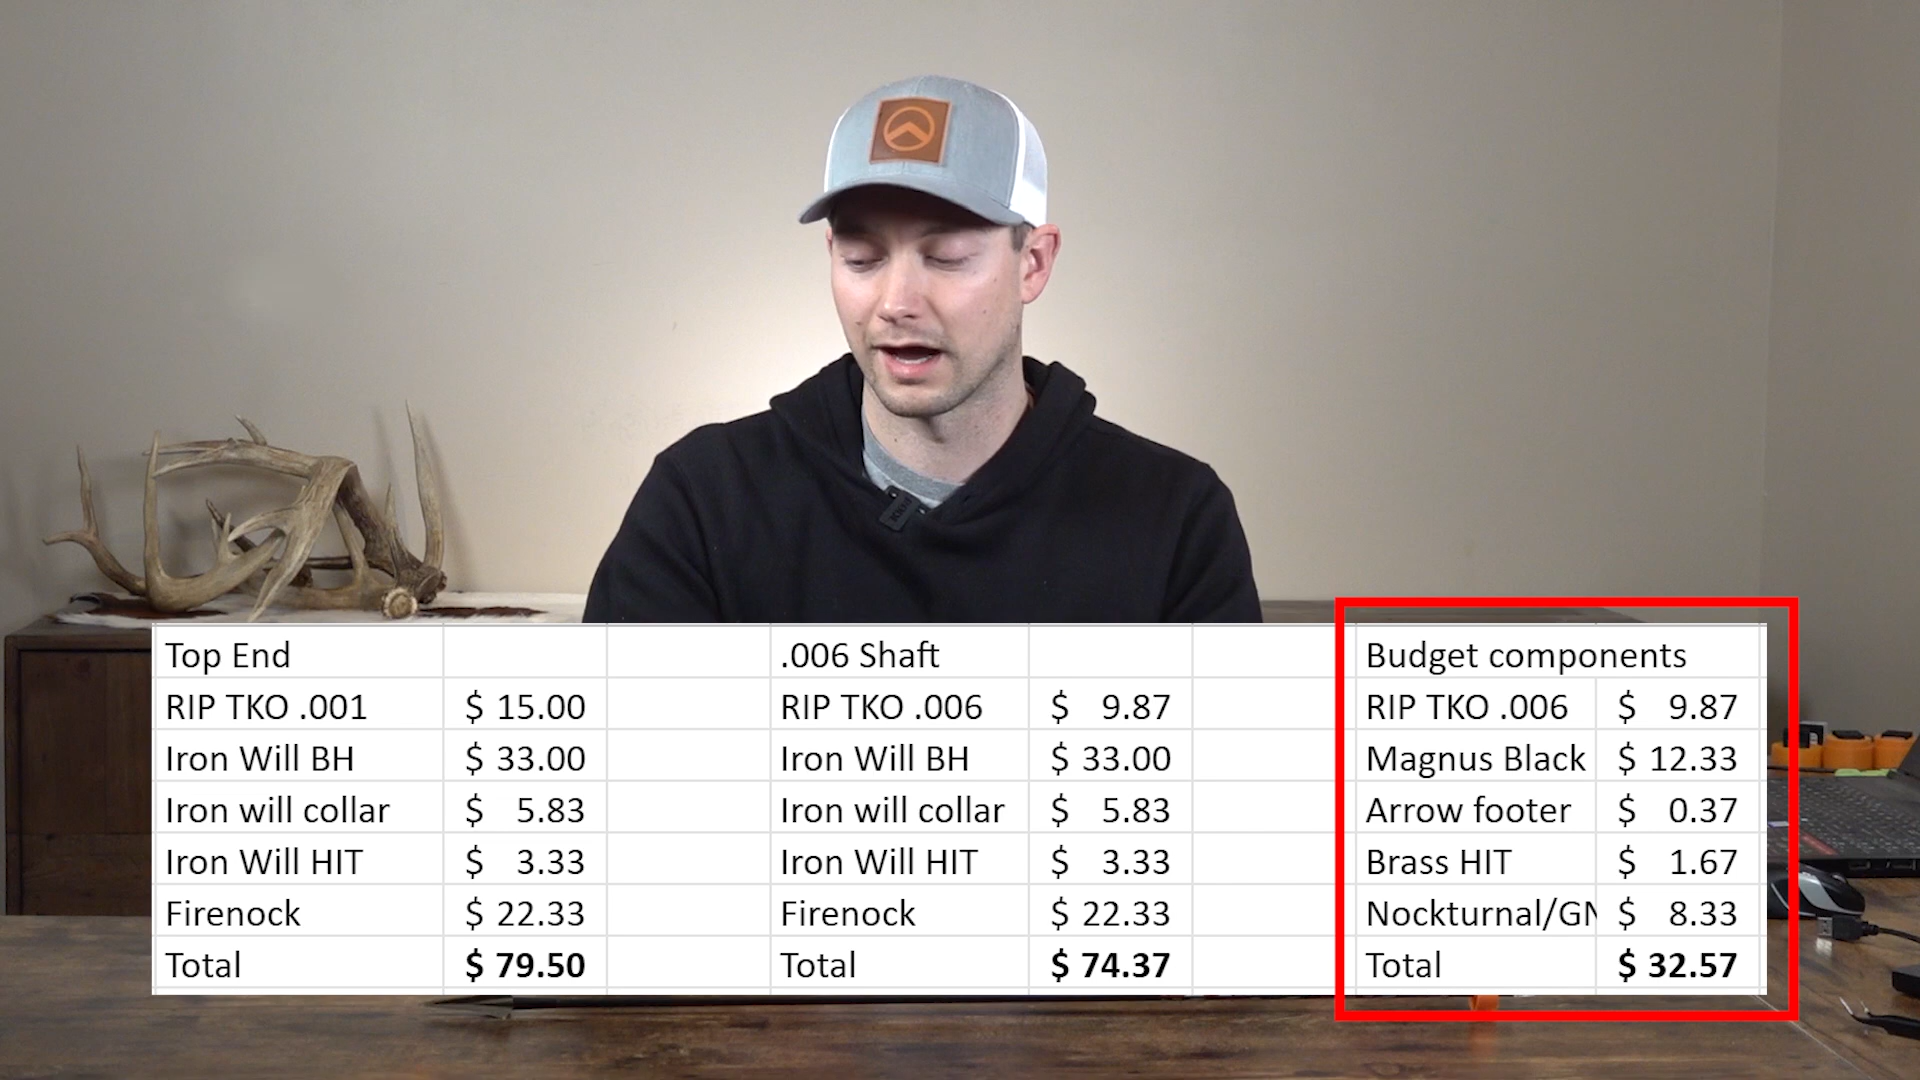 Top End
RIP TKO .001 $ 15.00
Iron Will BH $ 33.00
Iron will collar $ 5.83
Iron Will HIT $ 3.33
Firenock $ 22.33
Total $ 79.50
.006 Shaft
RIP TKO .006 $ 9.87
Iron Will BH $ 33.00
Iron will collar $ 5.83
Iron Will HIT $ 3.33
Firenock $ 22.33
Total $ 74.37
Budget components
RIP TKO .006 $ 9.87
Magnus Black $ 12.33
Arrow footer $ 0.37
Brass HIT $ 1.67
Nockturnal/GN $ 8.33
Total $ 32.57